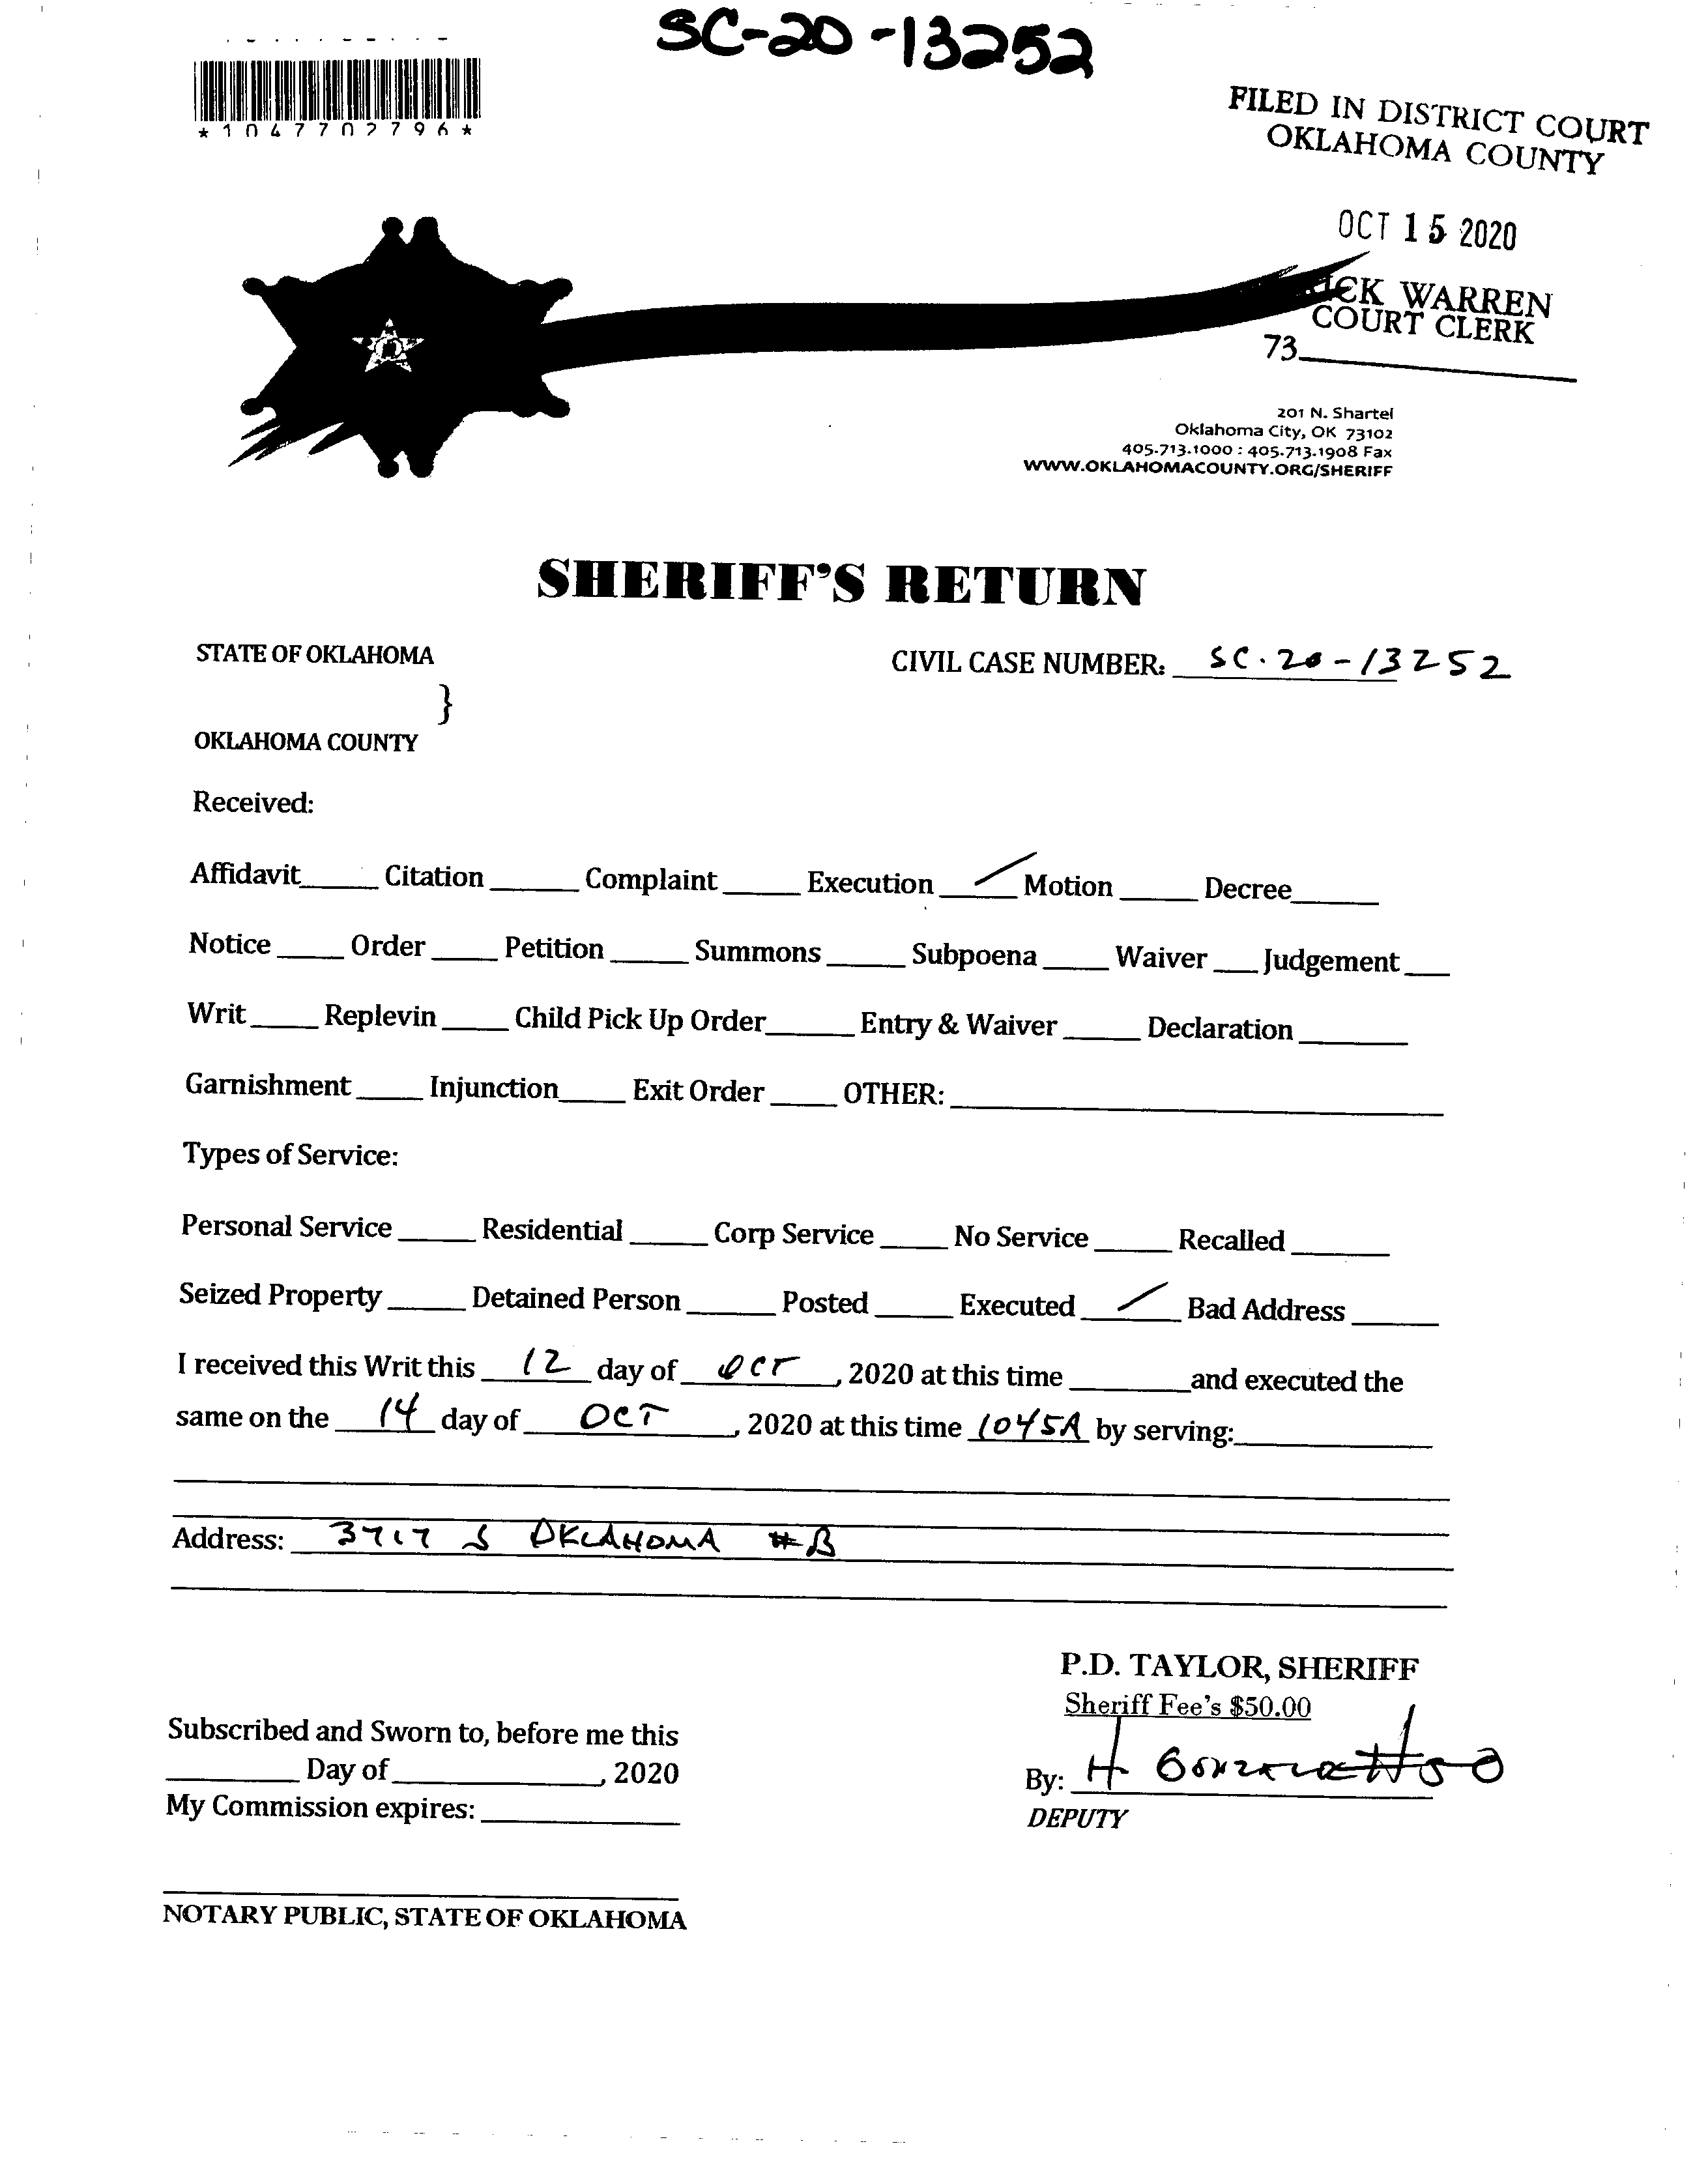 SC-20-13252
*1047702796*
FILED IN DISTRICT COURT
OKLAHOMA COUNTY
OCT 15 2020
ICK WARREN
COURT CLERK
73
201 N. Shartel
Oklahoma City, OK 73102
405.713.1000 : 405.713.1908 Fax
WWW.OKLAHOMACOUNTY.ORG/SHERIFF
SHERIFF'S RETURN
STATE OF OKLAHOMA CIVIL CASE NUMBER: SC.20-13252
}
OKLAHOMA COUNTY
Received:
Affidavit Citation Complaint Execution / Motion Decree
Notice Order Petition Summons Subpoena Waiver Judgement
Writ Replevin Child Pick Up Order Entry & Waiver Declaration
Garnishment Injunction Exit Order OTHER:
Types of Service:
Personal Service Residential Corp Service No Service Recalled
Seized Property Detained Person Posted Executed / Bad Address
I received this Writ this 12 day of OCT, 2020 at this time and executed the
same on the 14 day of OCT, 2020 at this time 1045A by serving:
Address: 3717 S OKLAHOMA #B
P.D. TAYLOR, SHERIFF
Sheriff Fee's $50.00
Subscribed and Sworn to, before me this
Day of , 2020
My Commission expires:
By: H
DEPUTY
NOTARY PUBLIC, STATE OF OKLAHOMA